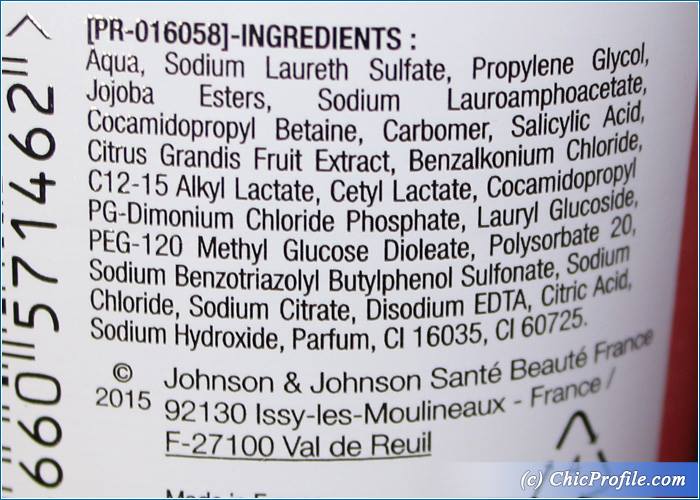 [PR-016058]-INGREDIENTS :
Aqua, Sodium Laureth Sulfate, Propylene Glycol,
Jojoba Esters, Sodium Lauroamphoacetate,
Cocamidopropyl Betaine, Carbomer, Salicylic Acid,
Citrus Grandis Fruit Extract, Benzalkonium Chloride,
C12-15 Alkyl Lactate, Cetyl Lactate, Cocamidopropyl
PG-Dimonium Chloride Phosphate, Lauryl Glucoside,
PEG-120 Methyl Glucose Dioleate, Polysorbate 20,
Sodium Benzotriazolyl Butylphenol Sulfonate, Sodium
Chloride, Sodium Citrate, Disodium EDTA, Citric Acid,
Sodium Hydroxide, Parfum, CI 16035, CI 60725.
© 2015
Johnson & Johnson Santé Beauté France
92130 Issy-les-Moulineaux - France /
F-27100 Val de Reuil
660 571462 >
(c) ChicProfile.com